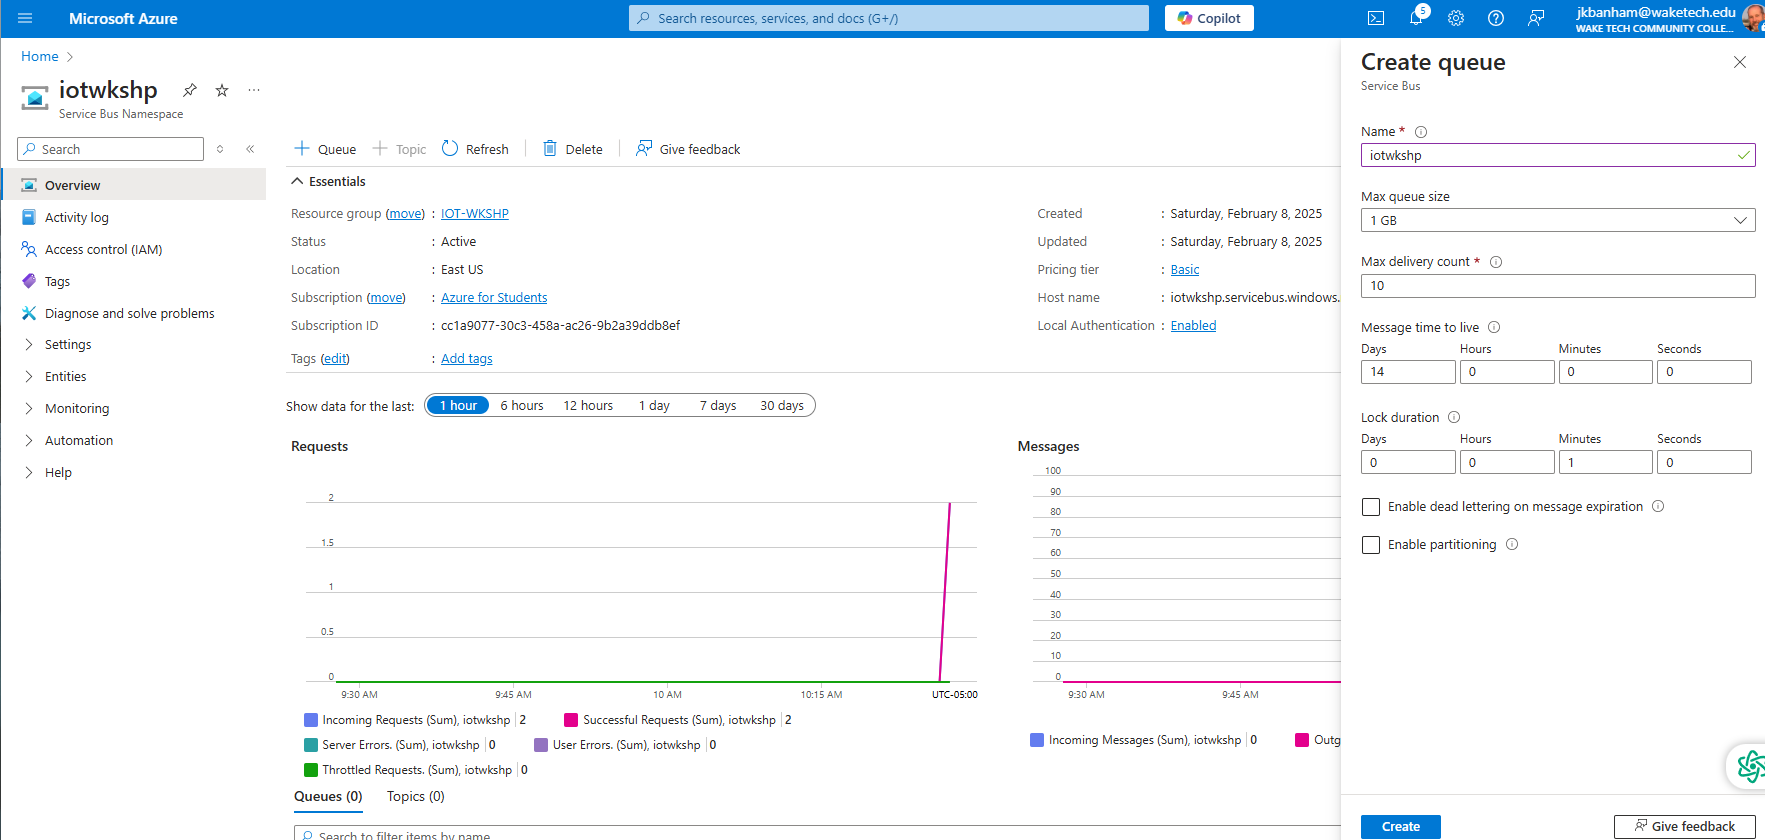 Microsoft Azure
Search resources, services, and docs (G+/)
Copilot
5
jkbanham@waketech.edu
WAKE TECH COMMUNITY COLLE...
Home
iotwkshp
Service Bus Namespace
Search
Overview
Activity log
Access control (IAM)
Tags
Diagnose and solve problems
Settings
Entities
Monitoring
Automation
Help
Queue
Topic
Refresh
Delete
Give feedback
Essentials
Resource group (move) : IOT-WKSHP
Status : Active
Location : East US
Subscription (move) : Azure for Students
Subscription ID : cc1a9077-30c3-458a-ac26-9b2a39ddb8ef
Tags (edit) : Add tags
Created : Saturday, February 8, 2025
Updated : Saturday, February 8, 2025
Pricing tier : Basic
Host name : iotwkshp.servicebus.windows.
Local Authentication : Enabled
Show data for the last: 1 hour 6 hours 12 hours 1 day 7 days 30 days
Requests
2
1.5
1
0.5
0
9:30 AM 9:45 AM 10 AM 10:15 AM UTC-05:00
Incoming Requests (Sum), iotwkshp 2
Successful Requests (Sum), iotwkshp 2
Server Errors. (Sum), iotwkshp 0
User Errors. (Sum), iotwkshp 0
Throttled Requests. (Sum), iotwkshp 0
Messages
100
90
80
70
60
50
40
30
20
10
0
9:30 AM 9:45 AM
Incoming Messages (Sum), iotwkshp 0
Outg
Queues (0) Topics (0)
Search to filter items by name
Create queue
Service Bus
Name *
iotwkshp
Max queue size
1 GB
Max delivery count *
10
Message time to live
Days Hours Minutes Seconds
14 0 0 0
Lock duration
Days Hours Minutes Seconds
0 0 1 0
Enable dead lettering on message expiration
Enable partitioning
Create
Give feedback